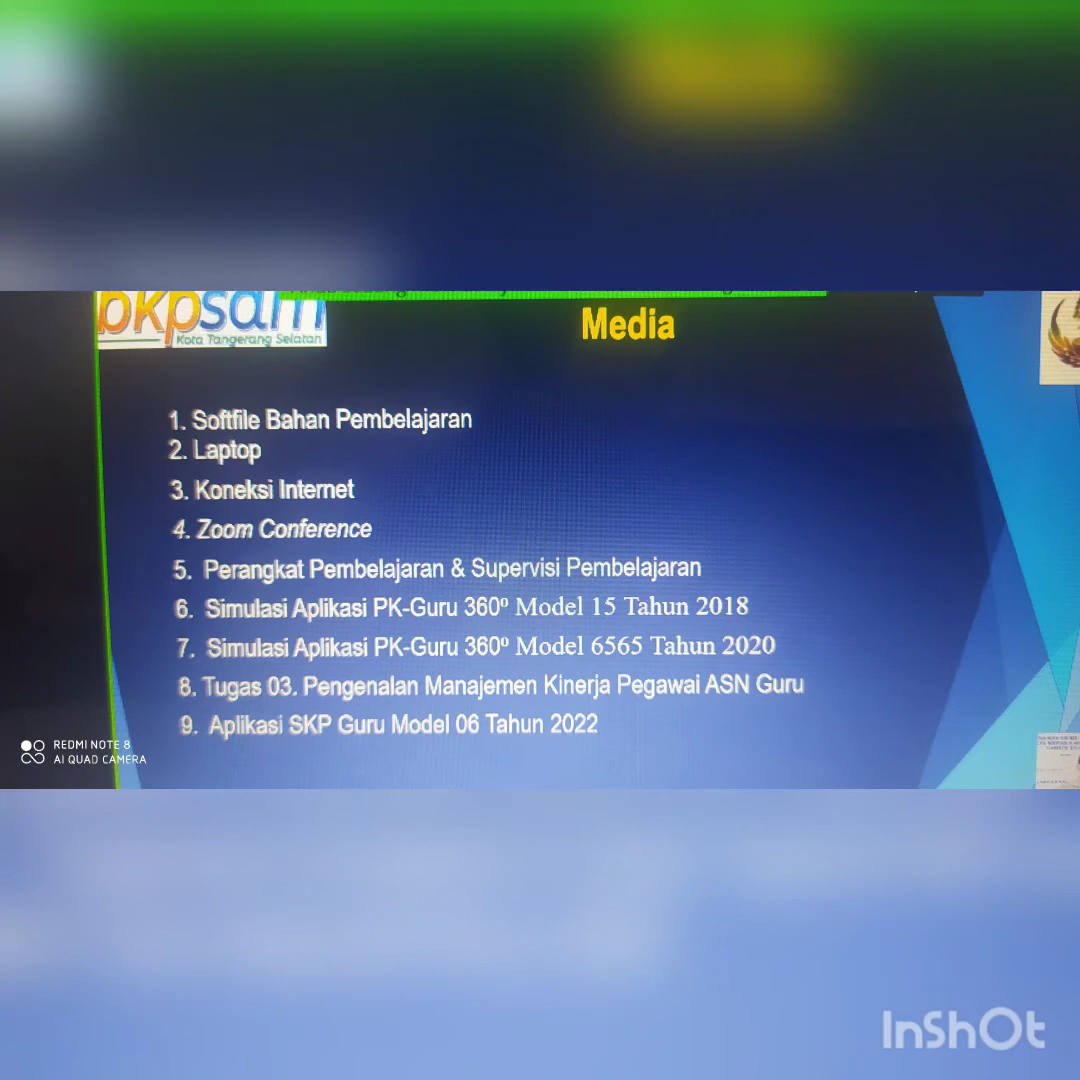 bkpsdm
Kota Tangerang Selatan
Media
1. Softfile Bahan Pembelajaran
2. Laptop
3. Koneksi Internet
4. Zoom Conference
5. Perangkat Pembelajaran & Supervisi Pembelajaran
6. Simulasi Aplikasi PK-Guru 360º Model 15 Tahun 2018
7. Simulasi Aplikasi PK-Guru 360º Model 6565 Tahun 2020
8. Tugas 03. Pengenalan Manajemen Kinerja Pegawai ASN Guru
9. Aplikasi SKP Guru Model 06 Tahun 2022
REDMI NOTE 8
AI QUAD CAMERA
InShOt